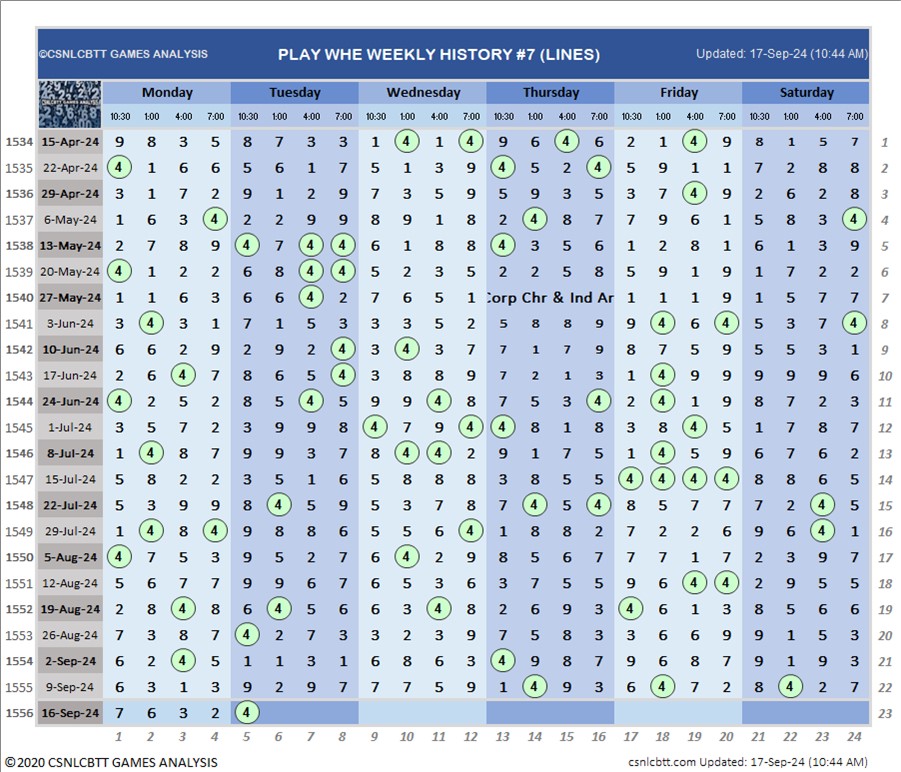 ©CSNLCBTT GAMES ANALYSIS PLAY WHE WEEKLY HISTORY #7 (LINES) Updated: 17-Sep-24 (10:44 AM)
CSNLCBTT GAMES ANALYSIS Monday Tuesday Wednesday Thursday Friday Saturday
10:30 1:00 4:00 7:00 10:30 1:00 4:00 7:00 10:30 1:00 4:00 7:00 10:30 1:00 4:00 7:00 10:30 1:00 4:00 7:00 10:30 1:00 4:00 7:00
1534 15-Apr-24 9 8 3 5 8 7 3 3 1 4 1 4 9 6 4 6 2 1 4 9 8 1 5 7 1
1535 22-Apr-24 4 1 6 6 5 6 1 7 5 1 3 9 4 5 2 4 5 9 1 1 7 2 8 8 2
1536 29-Apr-24 3 1 7 2 9 1 2 9 7 3 5 9 5 9 3 5 3 7 4 9 2 6 2 8 3
1537 6-May-24 1 6 3 4 2 2 9 9 8 9 1 8 2 4 8 7 7 9 6 1 5 8 3 4 4
1538 13-May-24 2 7 8 9 4 7 4 4 6 1 8 8 4 3 5 6 1 2 8 1 6 1 3 9 5
1539 20-May-24 4 1 2 2 6 8 4 4 5 2 3 5 2 2 5 8 5 9 1 9 1 7 2 2 6
1540 27-May-24 1 1 6 3 6 6 4 2 7 6 5 1 Corp Chr & Ind Ar 1 1 1 9 1 5 7 7 7
1541 3-Jun-24 3 4 3 1 7 1 5 3 3 3 5 2 5 8 8 9 9 4 6 4 5 3 7 4 8
1542 10-Jun-24 6 6 2 9 2 9 2 4 3 4 3 7 7 1 7 9 8 7 5 9 5 5 3 1 9
1543 17-Jun-24 2 6 4 7 8 6 5 4 3 8 8 9 7 2 1 3 1 4 9 9 9 9 9 6 10
1544 24-Jun-24 4 2 5 2 8 5 4 5 9 9 4 8 7 5 3 4 2 4 1 9 8 7 2 3 11
1545 1-Jul-24 3 5 7 2 3 9 9 8 4 7 9 4 4 8 1 8 3 8 4 5 1 7 8 7 12
1546 8-Jul-24 1 4 8 7 9 9 3 7 8 4 4 2 9 1 7 5 1 4 5 9 6 7 6 2 13
1547 15-Jul-24 5 8 2 2 3 5 1 6 5 8 8 8 3 8 5 5 4 4 4 4 8 8 6 5 14
1548 22-Jul-24 5 3 9 9 8 4 5 9 5 3 7 8 7 4 5 4 8 5 7 7 7 2 4 5 15
1549 29-Jul-24 1 4 8 4 9 8 8 6 5 5 6 4 1 8 8 2 7 2 2 6 9 6 4 1 16
1550 5-Aug-24 4 7 5 3 9 5 2 7 6 4 2 9 8 5 6 7 7 7 1 7 2 3 9 7 17
1551 12-Aug-24 5 6 7 7 9 9 6 7 6 5 3 6 3 7 5 5 9 6 4 4 2 9 5 5 18
1552 19-Aug-24 2 8 4 8 6 4 5 6 6 3 4 8 2 6 9 3 4 6 1 3 8 5 6 6 19
1553 26-Aug-24 7 3 8 7 4 2 7 3 3 2 3 9 7 5 8 3 3 6 6 9 9 1 5 3 20
1554 2-Sep-24 6 2 4 5 1 1 3 1 6 8 6 3 4 9 8 7 9 6 8 7 9 1 9 3 21
1555 9-Sep-24 6 3 1 3 9 2 9 7 7 7 5 9 1 4 9 3 6 4 7 2 8 4 2 7 22
1556 16-Sep-24 7 6 3 2 4 23
1 2 3 4 5 6 7 8 9 10 11 12 13 14 15 16 17 18 19 20 21 22 23 24
©2020 CSNLCBTT GAMES ANALYSIS csnlcbtt.com Updated: 17-Sep-24 (10:44 AM)